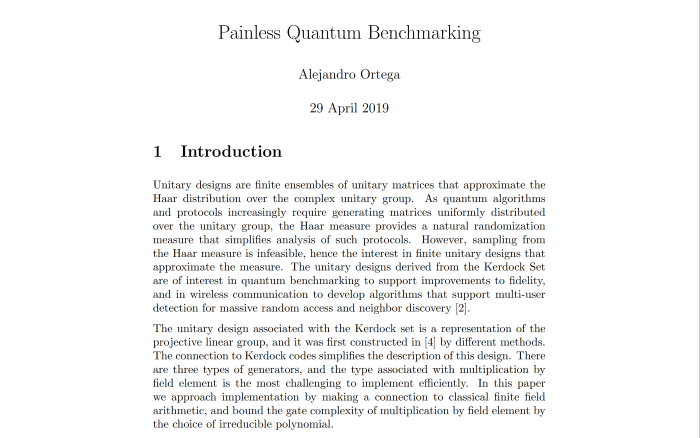 Painless Quantum Benchmarking
Alejandro Ortega
29 April 2019
1 Introduction
Unitary designs are finite ensembles of unitary matrices that approximate the
Haar distribution over the complex unitary group. As quantum algorithms
and protocols increasingly require generating matrices uniformly distributed
over the unitary group, the Haar measure provides a natural randomization
measure that simplifies analysis of such protocols. However, sampling from
the Haar measure is infeasible, hence the interest in finite unitary designs that
approximate the measure. The unitary designs derived from the Kerdock Set
are of interest in quantum benchmarking to support improvements to fidelity,
and in wireless communication to develop algorithms that support multi-user
detection for massive random access and neighbor discovery [2].
The unitary design associated with the Kerdock set is a representation of the
projective linear group, and it was first constructed in [4] by different methods.
The connection to Kerdock codes simplifies the description of this design. There
are three types of generators, and the type associated with multiplication by
field element is the most challenging to implement efficiently. In this paper
we approach implementation by making a connection to classical finite field
arithmetic, and bound the gate complexity of multiplication by field element by
the choice of irreducible polynomial.